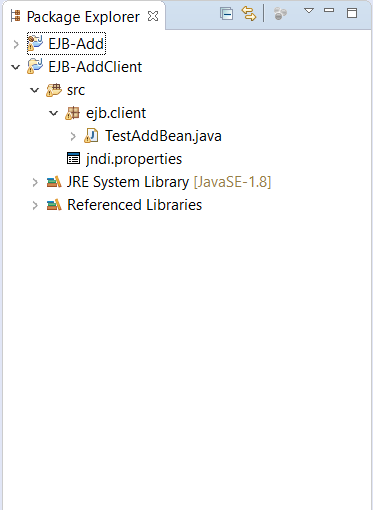 Package Explorer
EJB-Add
EJB-AddClient
src
ejb.client
TestAddBean.java
jndi.properties
JRE System Library [JavaSE-1.8]
Referenced Libraries